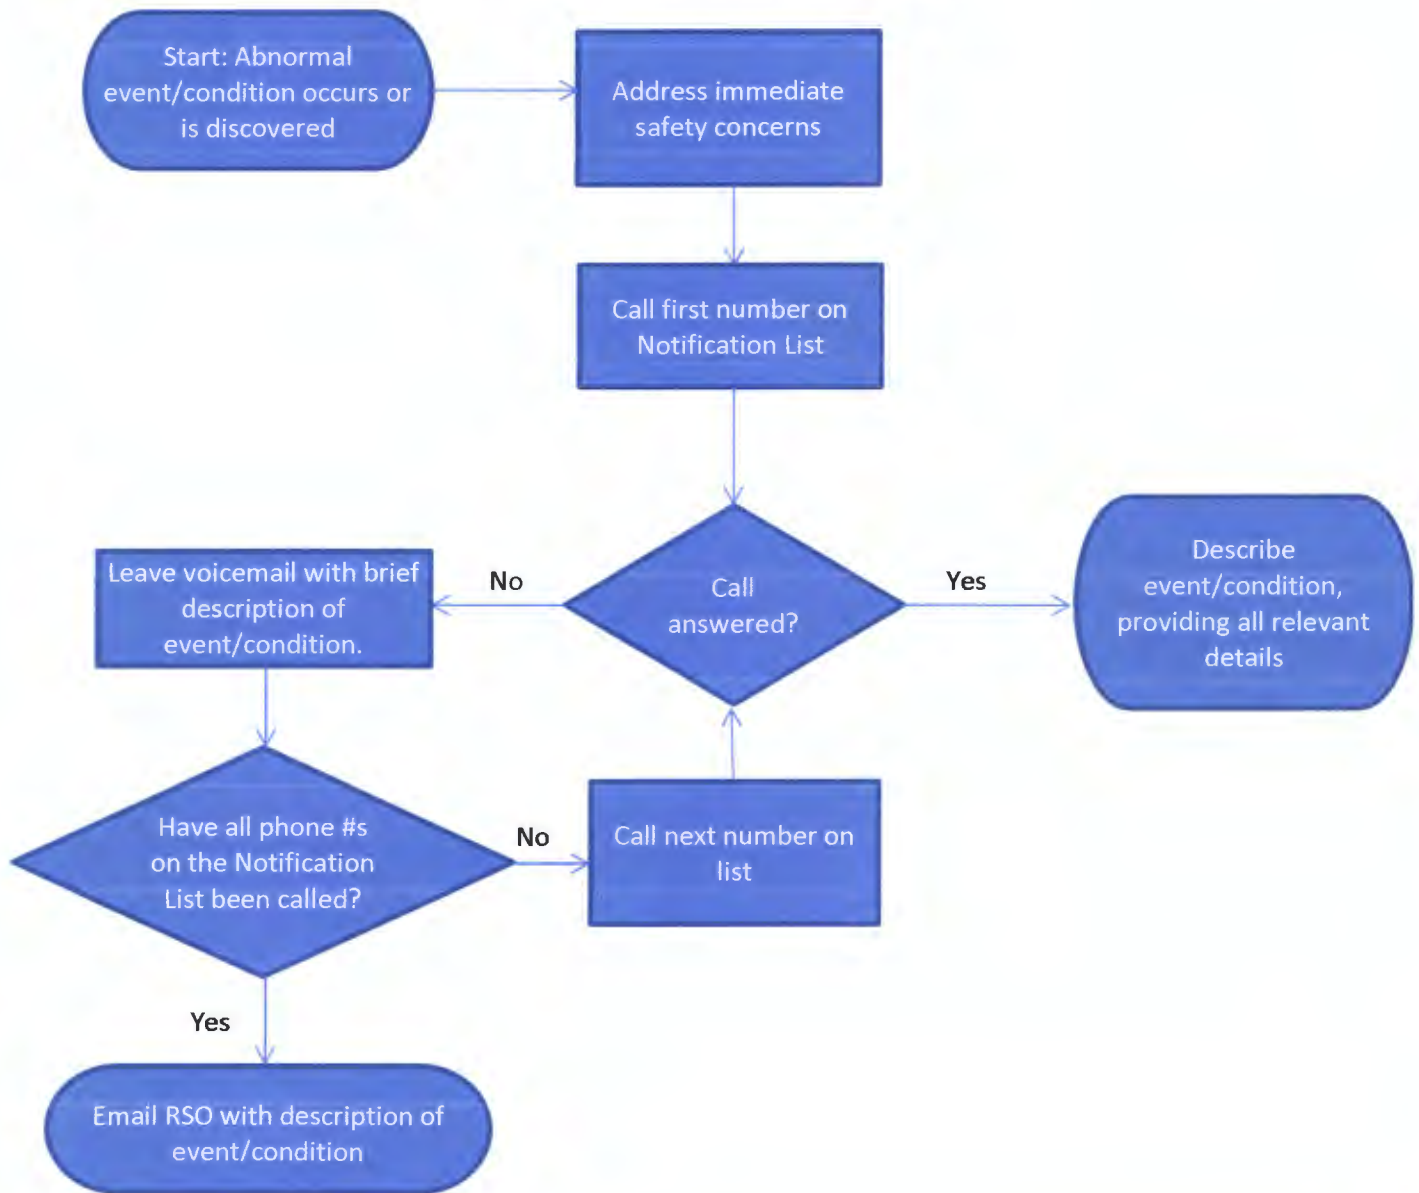 Start: Abnormal
event/condition occurs or
is discovered
Address immediate
safety concerns
Call first number on
Notification List
Call
answered?
No
Yes
Leave voicemail with brief
description of
event/condition.
Describe
event/condition,
providing all relevant
details
Have all phone #s
on the Notification
List been called?
No
Call next number on
list
Yes
Email RSO with description of
event/condition